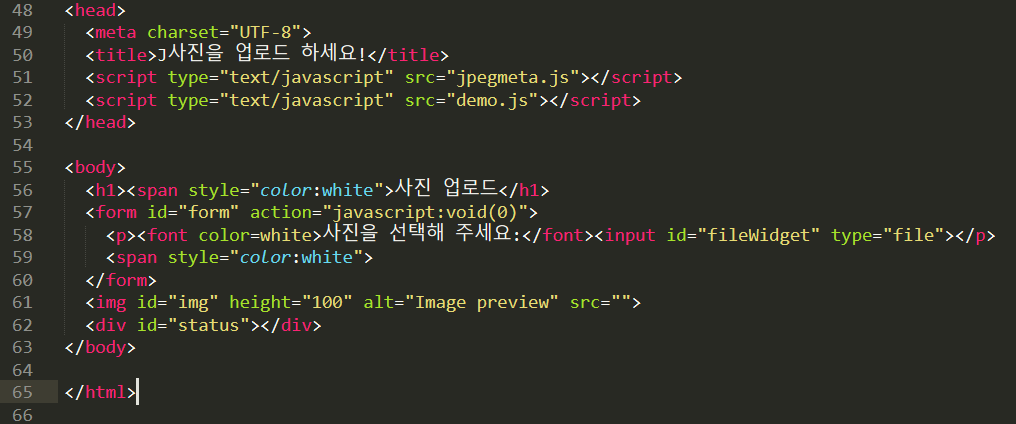 48 <head>
49 <meta charset="UTF-8">
50 <title>J사진을 업로드 하세요!</title>
51 <script type="text/javascript" src="jpegmeta.js"></script>
52 <script type="text/javascript" src="demo.js"></script>
53 </head>
54
55 <body>
56 <h1><span style="color:white">사진 업로드</h1>
57 <form id="form" action="javascript:void(0)">
58 <p><font color=white>사진을 선택해 주세요:</font><input id="fileWidget" type="file"></p>
59 <span style="color:white">
60 </form>
61 <img id="img" height="100" alt="Image preview" src="">
62 <div id="status"></div>
63 </body>
64
65 </html>
66